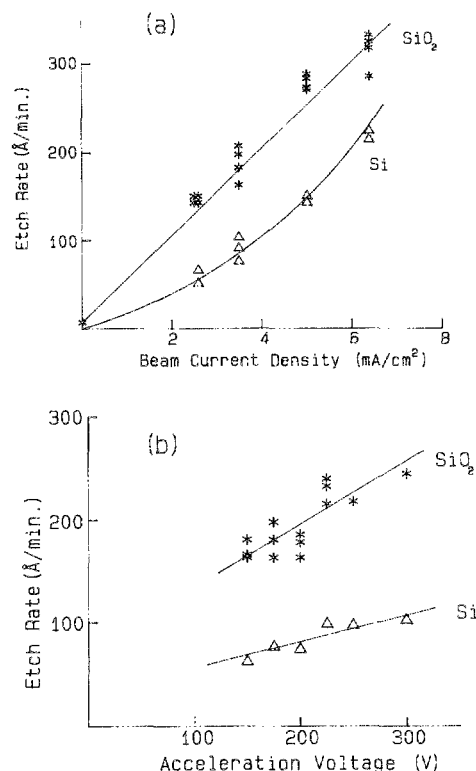 (a)
SiO₂
Si
300
200
100
2 4 6 8
Etch Rate (Å/min.)
Beam Current Density (mA/cm²)
(b)
SiO₂
Si
300
200
100
100 200 300
Etch Rate (Å/min.)
Acceleration Voltage (V)